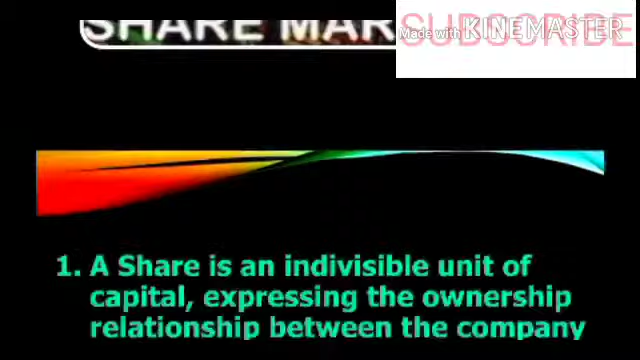 SHARE MAR
SUBSCRIBE
Made with KINEMASTER
1. A Share is an indivisible unit of
capital, expressing the ownership
relationship between the company